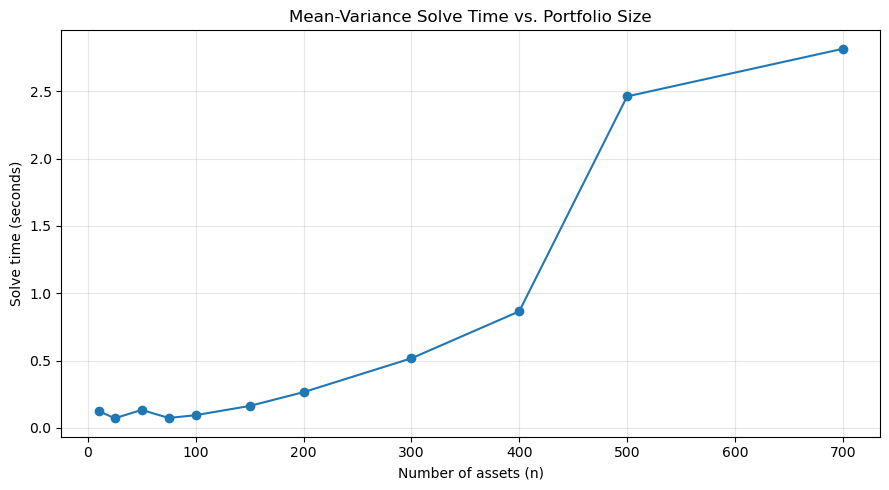 Mean-Variance Solve Time vs. Portfolio Size
Solve time (seconds)
2.5
2.0
1.5
1.0
0.5
0.0
0 100 200 300 400 500 600 700
Number of assets (n)